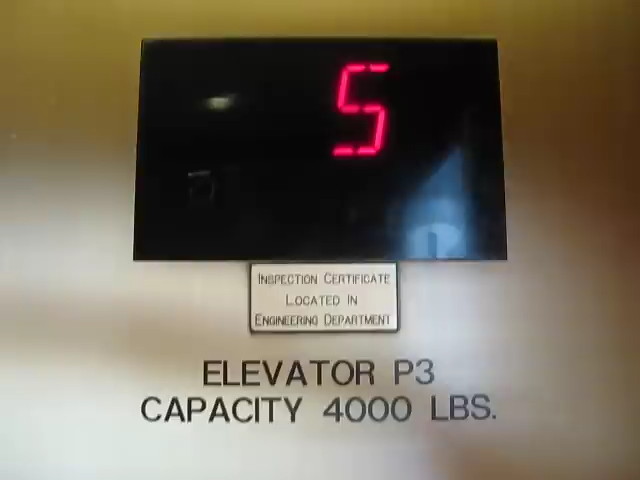 5
INSPECTION CERTIFICATE
LOCATED IN
ENGINEERING DEPARTMENT
ELEVATOR P3
CAPACITY 4000 LBS.